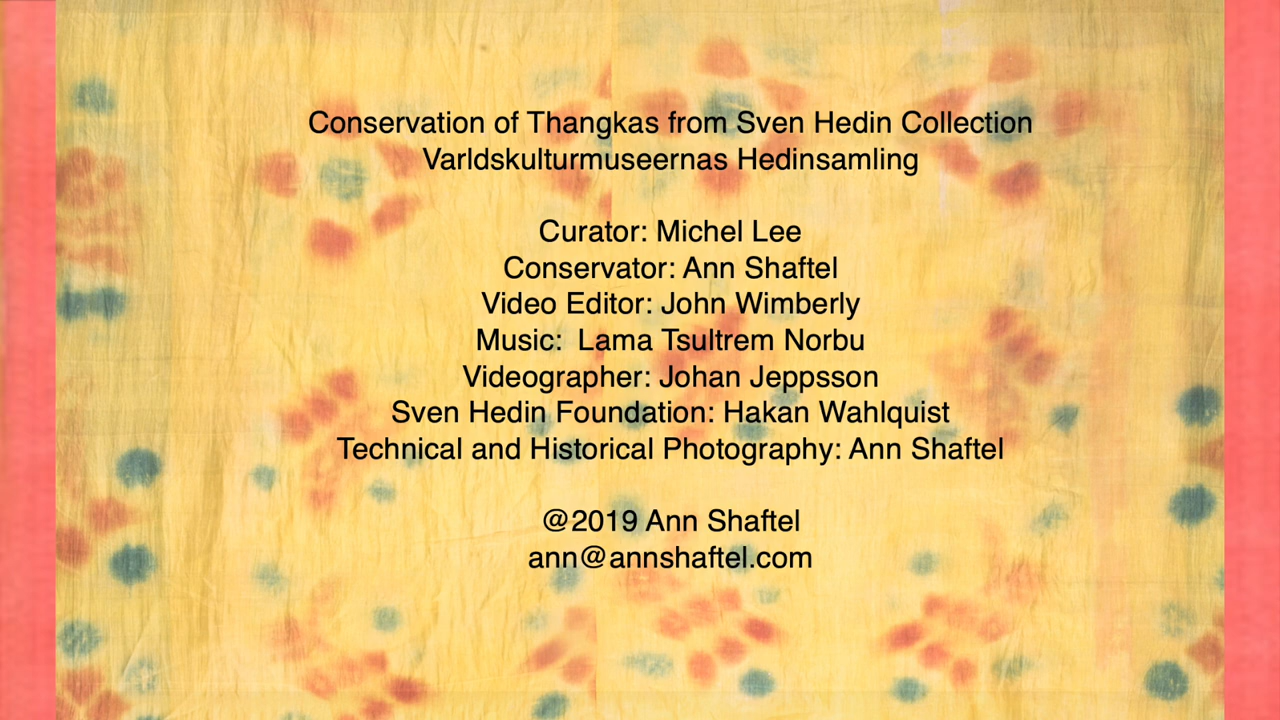 Conservation of Thangkas from Sven Hedin Collection
Varldskulturmuseernas Hedinsamling
Curator: Michel Lee
Conservator: Ann Shaftel
Video Editor: John Wimberly
Music:  Lama Tsultrem Norbu
Videographer: Johan Jeppsson
Sven Hedin Foundation: Hakan Wahlquist
Technical and Historical Photography: Ann Shaftel
@2019 Ann Shaftel
ann@annshaftel.com